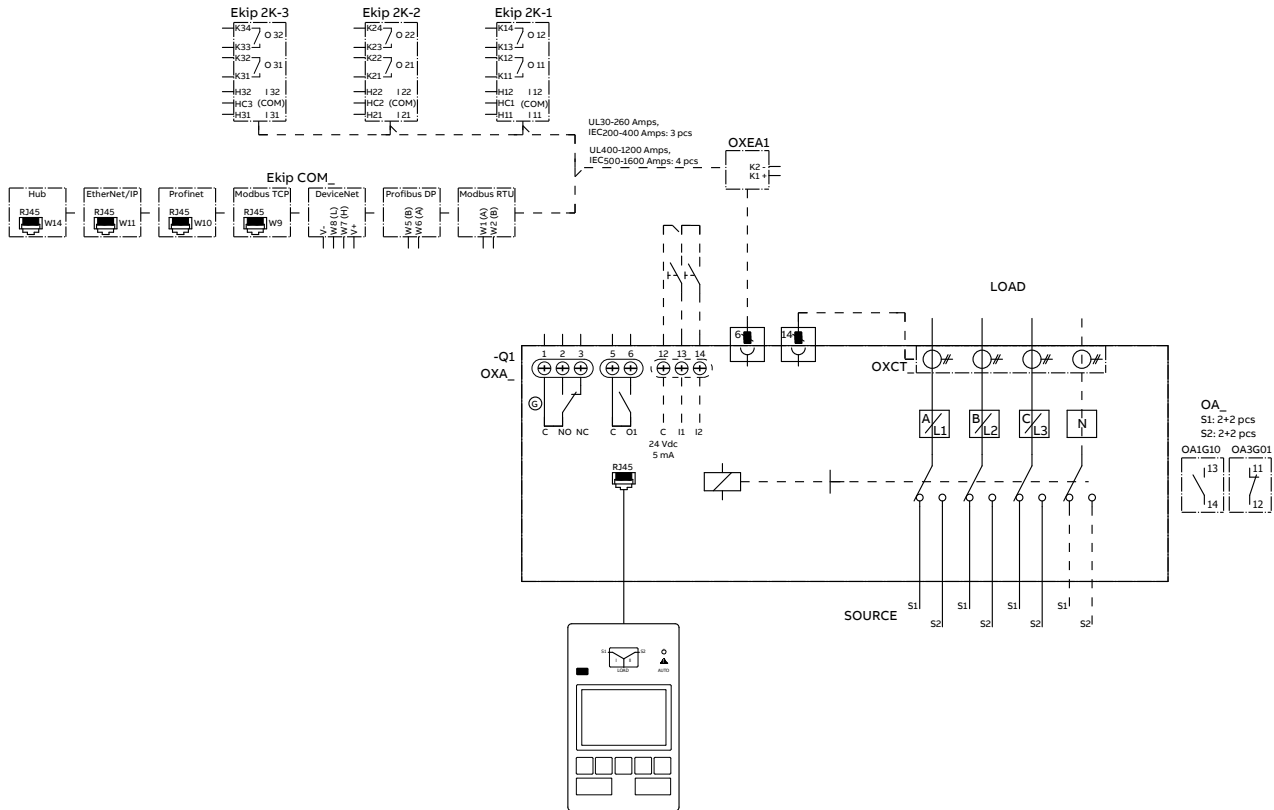 Ekip 2K-3
Ekip 2K-2
Ekip 2K-1
K34
O 32
K33
K32
O 31
K31
H32 I 32
HC3 (COM)
H31 I 31
K24
O 22
K23
K22
O 21
K21
H22 I 22
HC2 (COM)
H21 I 21
K14
O 12
K13
K12
O 11
K11
H12 I 12
HC1 (COM)
H11 I 11
UL30-260 Amps,
IEC200-400 Amps: 3 pcs
UL400-1200 Amps,
IEC500-1600 Amps: 4 pcs
OXEA1
K2 -
K1 +
Ekip COM_
Hub
RJ45
W14
EtherNet/IP
RJ45
W11
Profinet
RJ45
W10
Modbus TCP
RJ45
W9
DeviceNet
V-
W8 (L)
W7 (H)
V+
Profibus DP
W5 (B)
W6 (A)
Modbus RTU
W1 (A)
W2 (B)
LOAD
-Q1
OXA_
1 2 3
5 6
12 13 14
6
14
OXCT_
G
C NO NC
C O1
C I1 I2
24 Vdc
5 mA
RJ45
A
L1
B
L2
C
L3
N
OA_
S1: 2+2 pcs
S2: 2+2 pcs
OA1G10
13
14
OA3G01
11
12
SOURCE
S1
S2
S1
S2
S1
S2
S1
S2
S1
S2
I II
LOAD
AUTO